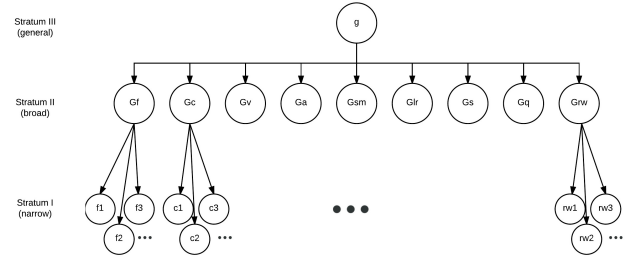 Stratum III
(general)
g
Stratum II
(broad)
Gf
Gc
Gv
Ga
Gsm
Glr
Gs
Gq
Grw
Stratum I
(narrow)
f1
f3
c1
c3
rw1
rw3
f2
c2
rw2